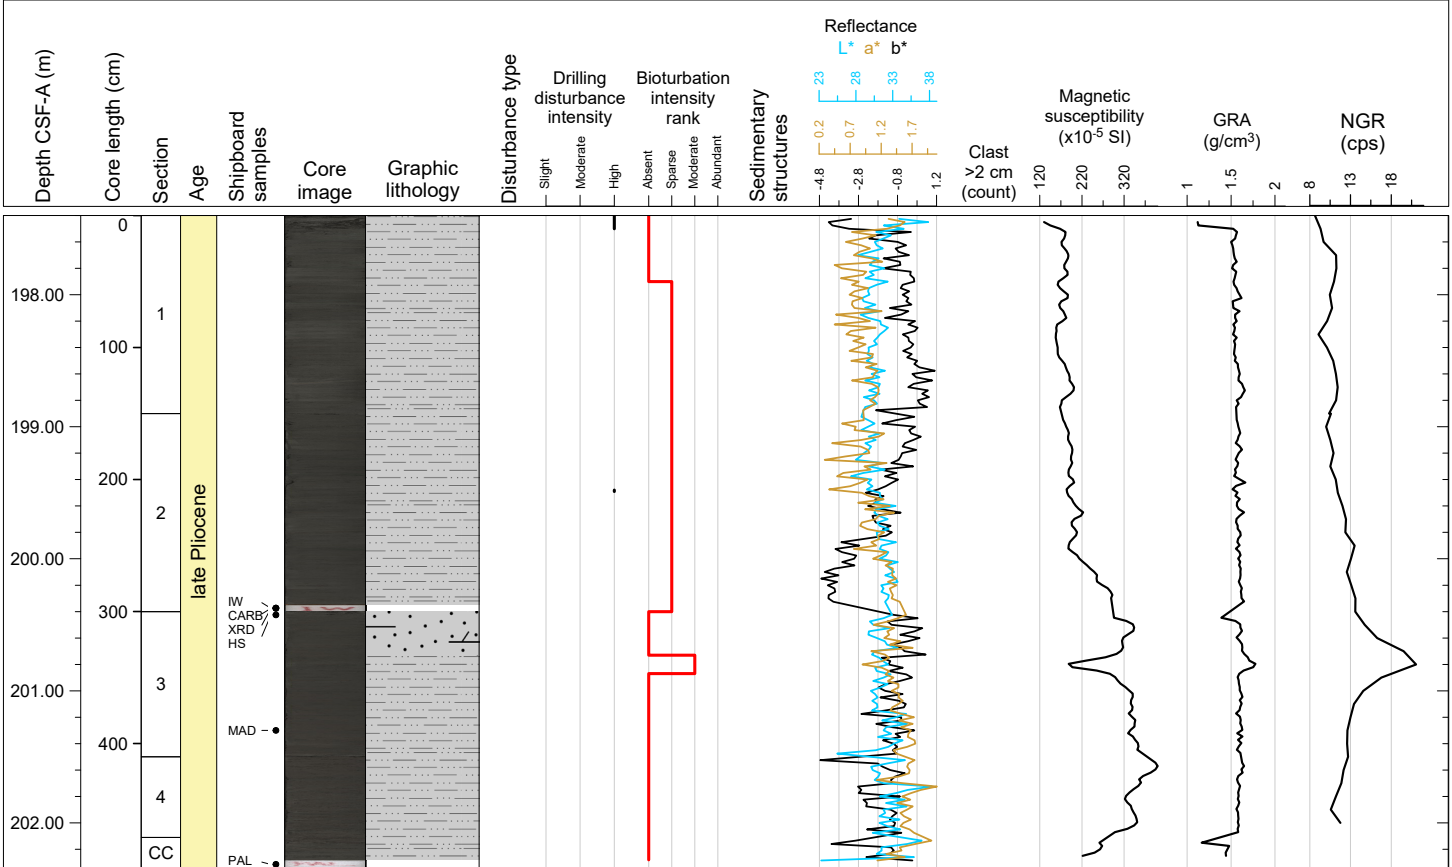 Depth CSF-A (m)
Core length (cm)
Section
Age
Shipboard
samples
Core
image
Graphic
lithology
Disturbance type
Drilling
disturbance
intensity
Slight
Moderate
High
Bioturbation
intensity
rank
Absent
Sparse
Moderate
Abundant
Sedimentary
structures
Reflectance
L* a* b*
23 28 33 38
0.2 0.7 1.2 1.7
-4.8 -2.8 -0.8 1.2
Clast
>2 cm
(count)
Magnetic
susceptibility
(x10-5 SI)
120 220 320
GRA
(g/cm3)
1 1.5 2
NGR
(cps)
8 13 18
0
198.00
1
100
199.00
200
2
late Pliocene
200.00
IW
300
CARB
XRD
HS
3
201.00
MAD
400
4
202.00
CC
PAL